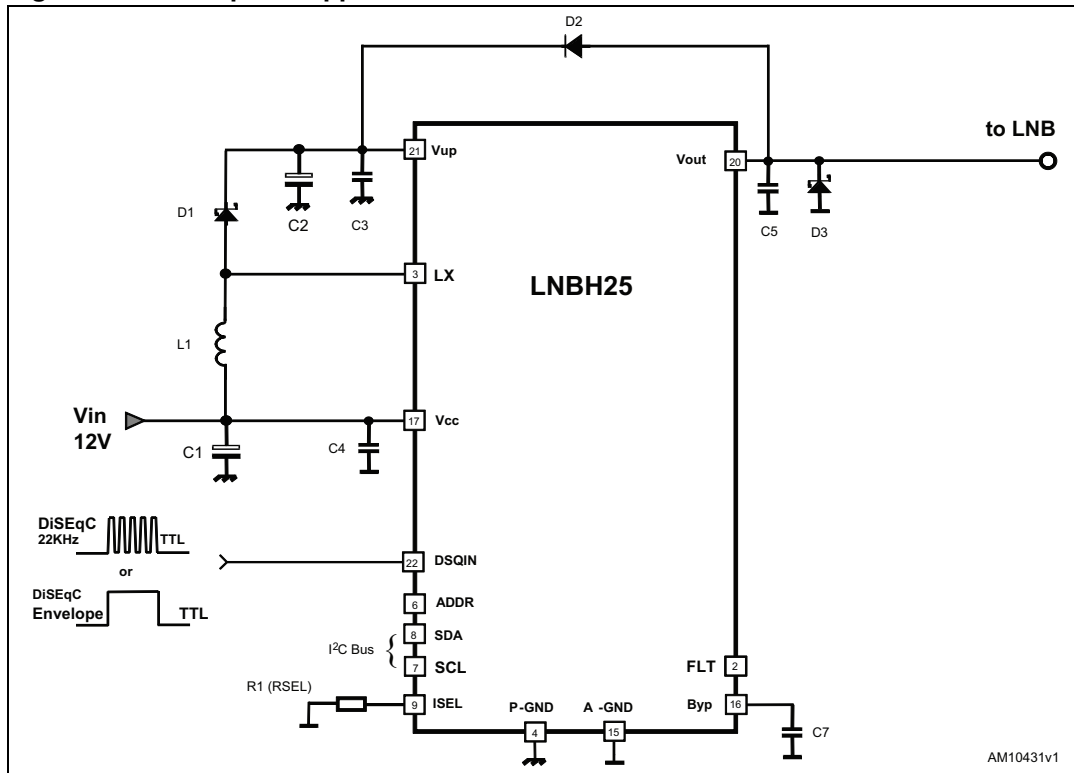 D2
to LNB
21 Vup
Vout 20
D1
C2
C3
C5
D3
3 LX
LNBH25
L1
Vin
12V
17 Vcc
C1
C4
DiSEqC
22KHz
TTL
or
22 DSQIN
DiSEqC
Envelope
TTL
6 ADDR
8 SDA
I²C Bus
7 SCL
FLT 2
R1 (RSEL)
9 ISEL
P-GND
A -GND
Byp 16
4
15
C7
AM10431v1